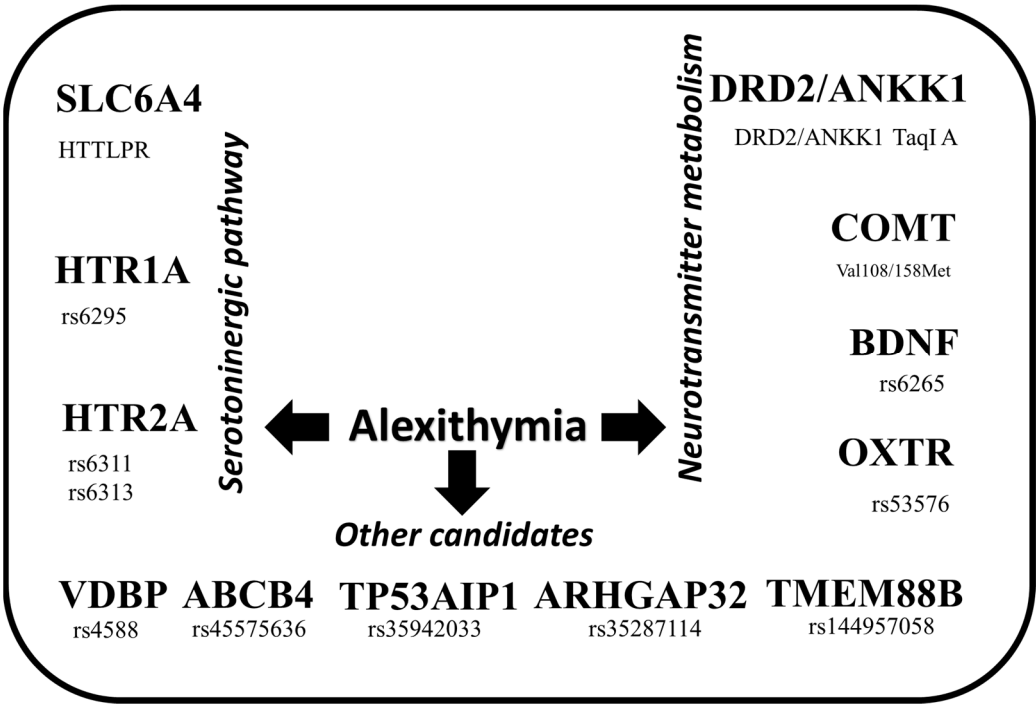 SLC6A4
HTTLPR
HTR1A
rs6295
HTR2A
rs6311
rs6313
Serotoninergic pathway
Alexithymia
Neurotransmitter metabolism
DRD2/ANKK1
DRD2/ANKK1 TaqI A
COMT
Val108/158Met
BDNF
rs6265
OXTR
rs53576
Other candidates
VDBP ABCB4 TP53AIP1 ARHGAP32 TMEM88B
rs4588 rs45575636 rs35942033 rs35287114 rs144957058